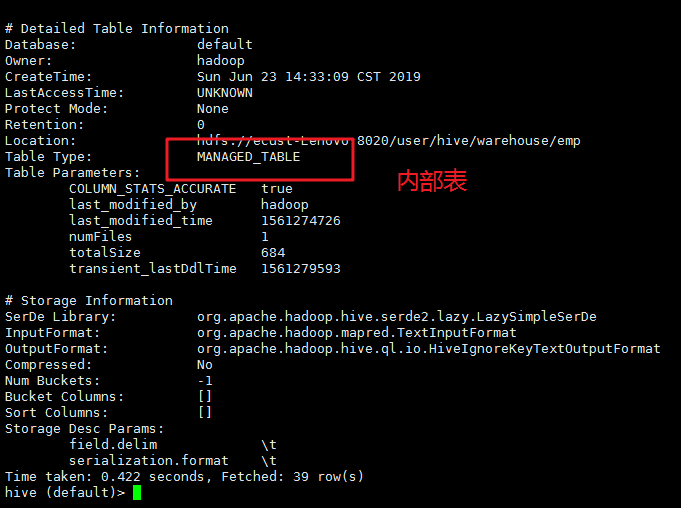 # Detailed Table Information
Database:               default
Owner:                  hadoop
CreateTime:             Sun Jun 23 14:33:09 CST 2019
LastAccessTime:         UNKNOWN
Protect Mode:           None
Retention:              0
Location:               hdfs://ecust-Lenovo:8020/user/hive/warehouse/emp
Table Type:             MANAGED_TABLE
Table Parameters:
        COLUMN_STATS_ACCURATE   true
内部表
        last_modified_by        hadoop
        last_modified_time      1561274726
        numFiles                1
        totalSize               684
        transient_lastDdlTime   1561279593
# Storage Information
SerDe Library:          org.apache.hadoop.hive.serde2.lazy.LazySimpleSerDe
InputFormat:            org.apache.hadoop.mapred.TextInputFormat
OutputFormat:           org.apache.hadoop.hive.ql.io.HiveIgnoreKeyTextOutputFormat
Compressed:             No
Num Buckets:            -1
Bucket Columns:         []
Sort Columns:           []
Storage Desc Params:
        field.delim             \t
        serialization.format    \t
Time taken: 0.422 seconds, Fetched: 39 row(s)
hive (default)>